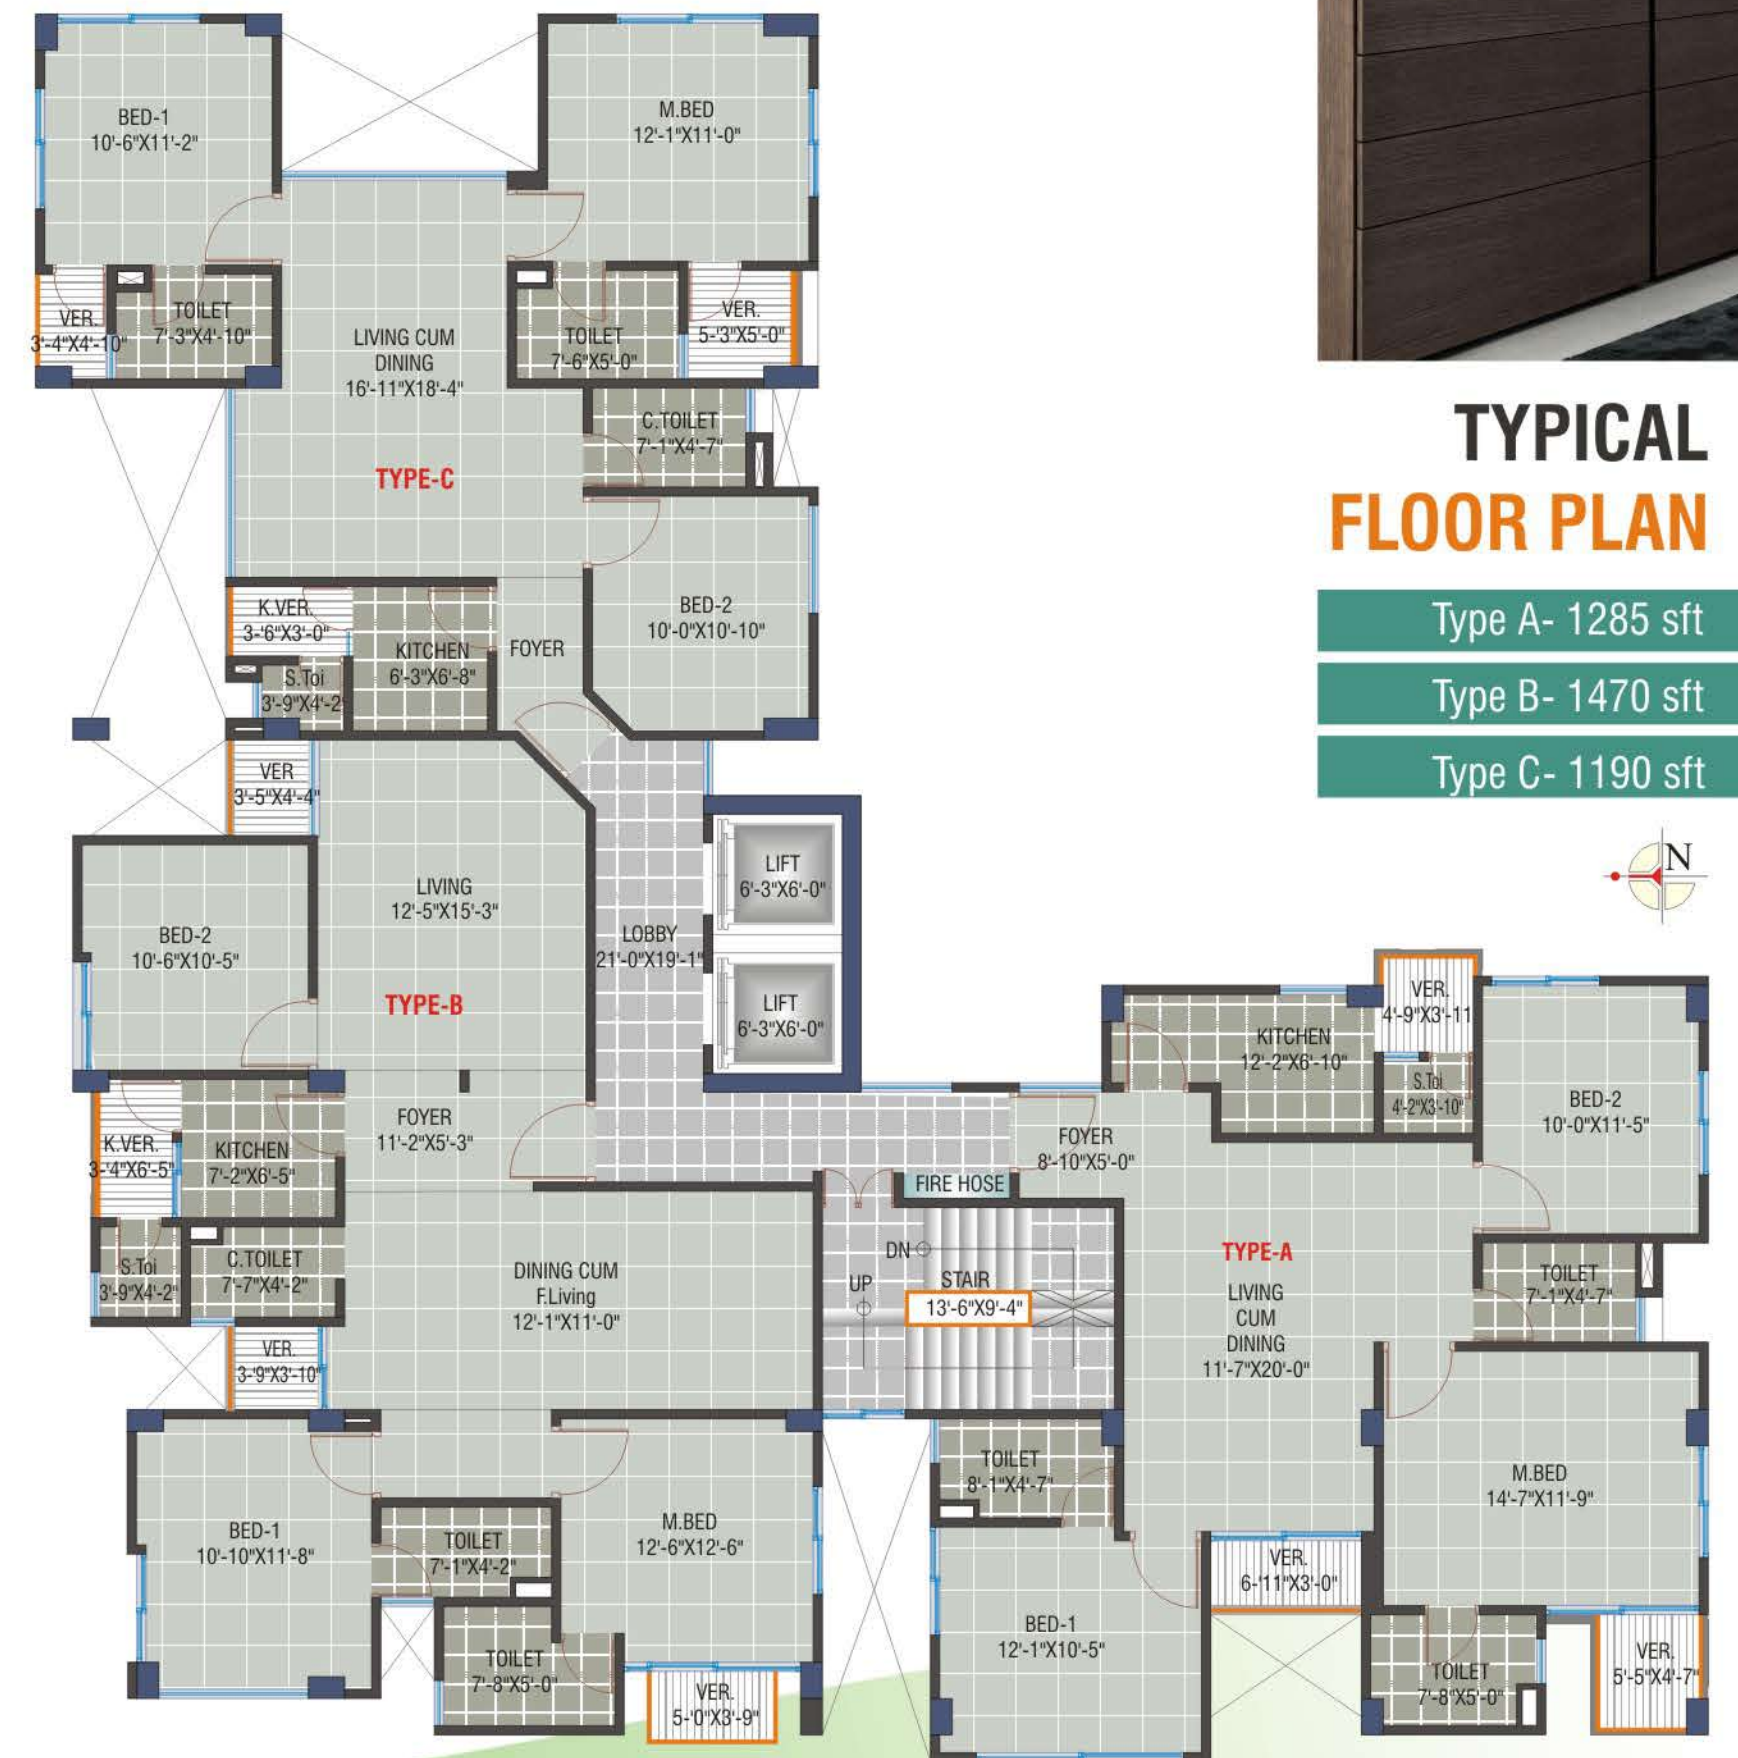 BED-1
10'-6"X11'-2"
M.BED
12'-1"X11'-0"
VER.
3'-4"X4'-10"
TOILET
7'-3"X4'-10"
LIVING CUM
DINING
16'-11"X18'-4"
TOILET
7'-6"X5'-0"
VER.
5-'3"X5'-0"
C.TOILET
7'-1"X4'-7"
TYPE-C
K.VER.
3-'6"X3'-0"
KITCHEN
6'-3"X6'-8"
FOYER
BED-2
10'-0"X10'-10"
S.Toi
3'-9"X4'-2
TYPICAL
FLOOR PLAN
Type A- 1285 sft
Type B- 1470 sft
Type C- 1190 sft
N
VER
3'-5"X4'-4"
LIVING
12'-5"X15'-3"
BED-2
10'-6"X10'-5"
TYPE-B
LOBBY
21'-0"X19'-1"
LIFT
6'-3"X6'-0"
LIFT
6'-3"X6'-0"
K.VER.
3-'4"X6'-5"
KITCHEN
7'-2"X6'-5"
FOYER
11'-2"X5'-3"
S.Toi
3'-9"X4'-2"
C.TOILET
7'-7"X4'-2"
DINING CUM
F.Living
12'-1"X11'-0"
VER.
3-'9"X3'-10"
BED-1
10'-10"X11'-8"
TOILET
7'-1"X4'-2"
M.BED
12'-6"X12'-6"
TOILET
7'-8"X5'-0"
VER.
5-'0"X3'-9"
FIRE HOSE
DN
UP
STAIR
13'-6"X9'-4"
FOYER
8'-10"X5'-0"
KITCHEN
12'-2"X6'-10"
VER.
4'-9"X3'-11
S.Toi
4'-2"X3'-10"
BED-2
10'-0"X11'-5"
TYPE-A
LIVING
CUM
DINING
11'-7"X20'-0"
TOILET
7'-1"X4'-7"
M.BED
14'-7"X11'-9"
TOILET
8'-1"X4'-7"
BED-1
12'-1"X10'-5"
VER.
6-'11"X3'-0"
TOILET
7'-8"X5'-0"
VER.
5'-5"X4'-7"